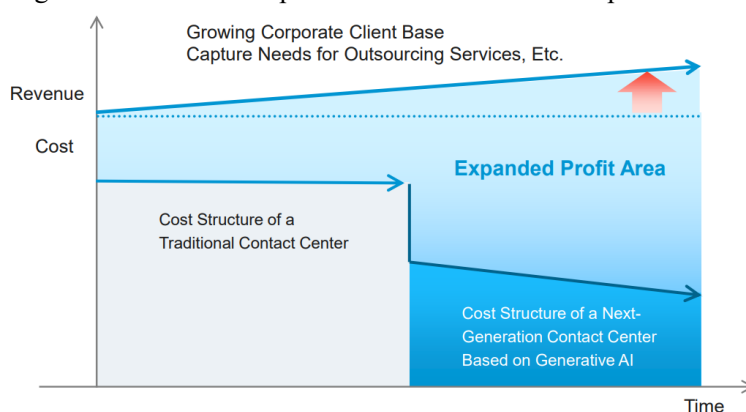 Growing Corporate Client Base
Capture Needs for Outsourcing Services, Etc.
Revenue
Cost
Expanded Profit Area
Cost Structure of a
Traditional Contact Center
Cost Structure of a Next-
Generation Contact Center
Based on Generative AI
Time